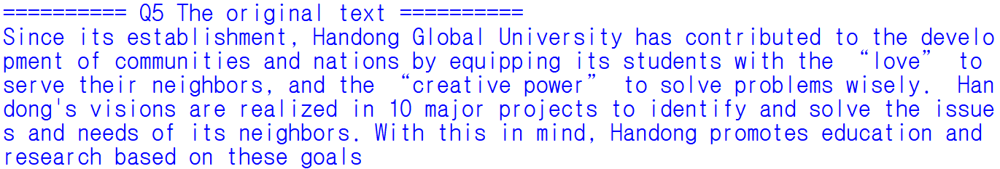 ========== Q5 The original text ==========
Since its establishment, Handong Global University has contributed to the develo
pment of communities and nations by equipping its students with the “love” to
serve their neighbors, and the “creative power” to solve problems wisely. Han
dong's visions are realized in 10 major projects to identify and solve the issue
s and needs of its neighbors. With this in mind, Handong promotes education and
research based on these goals